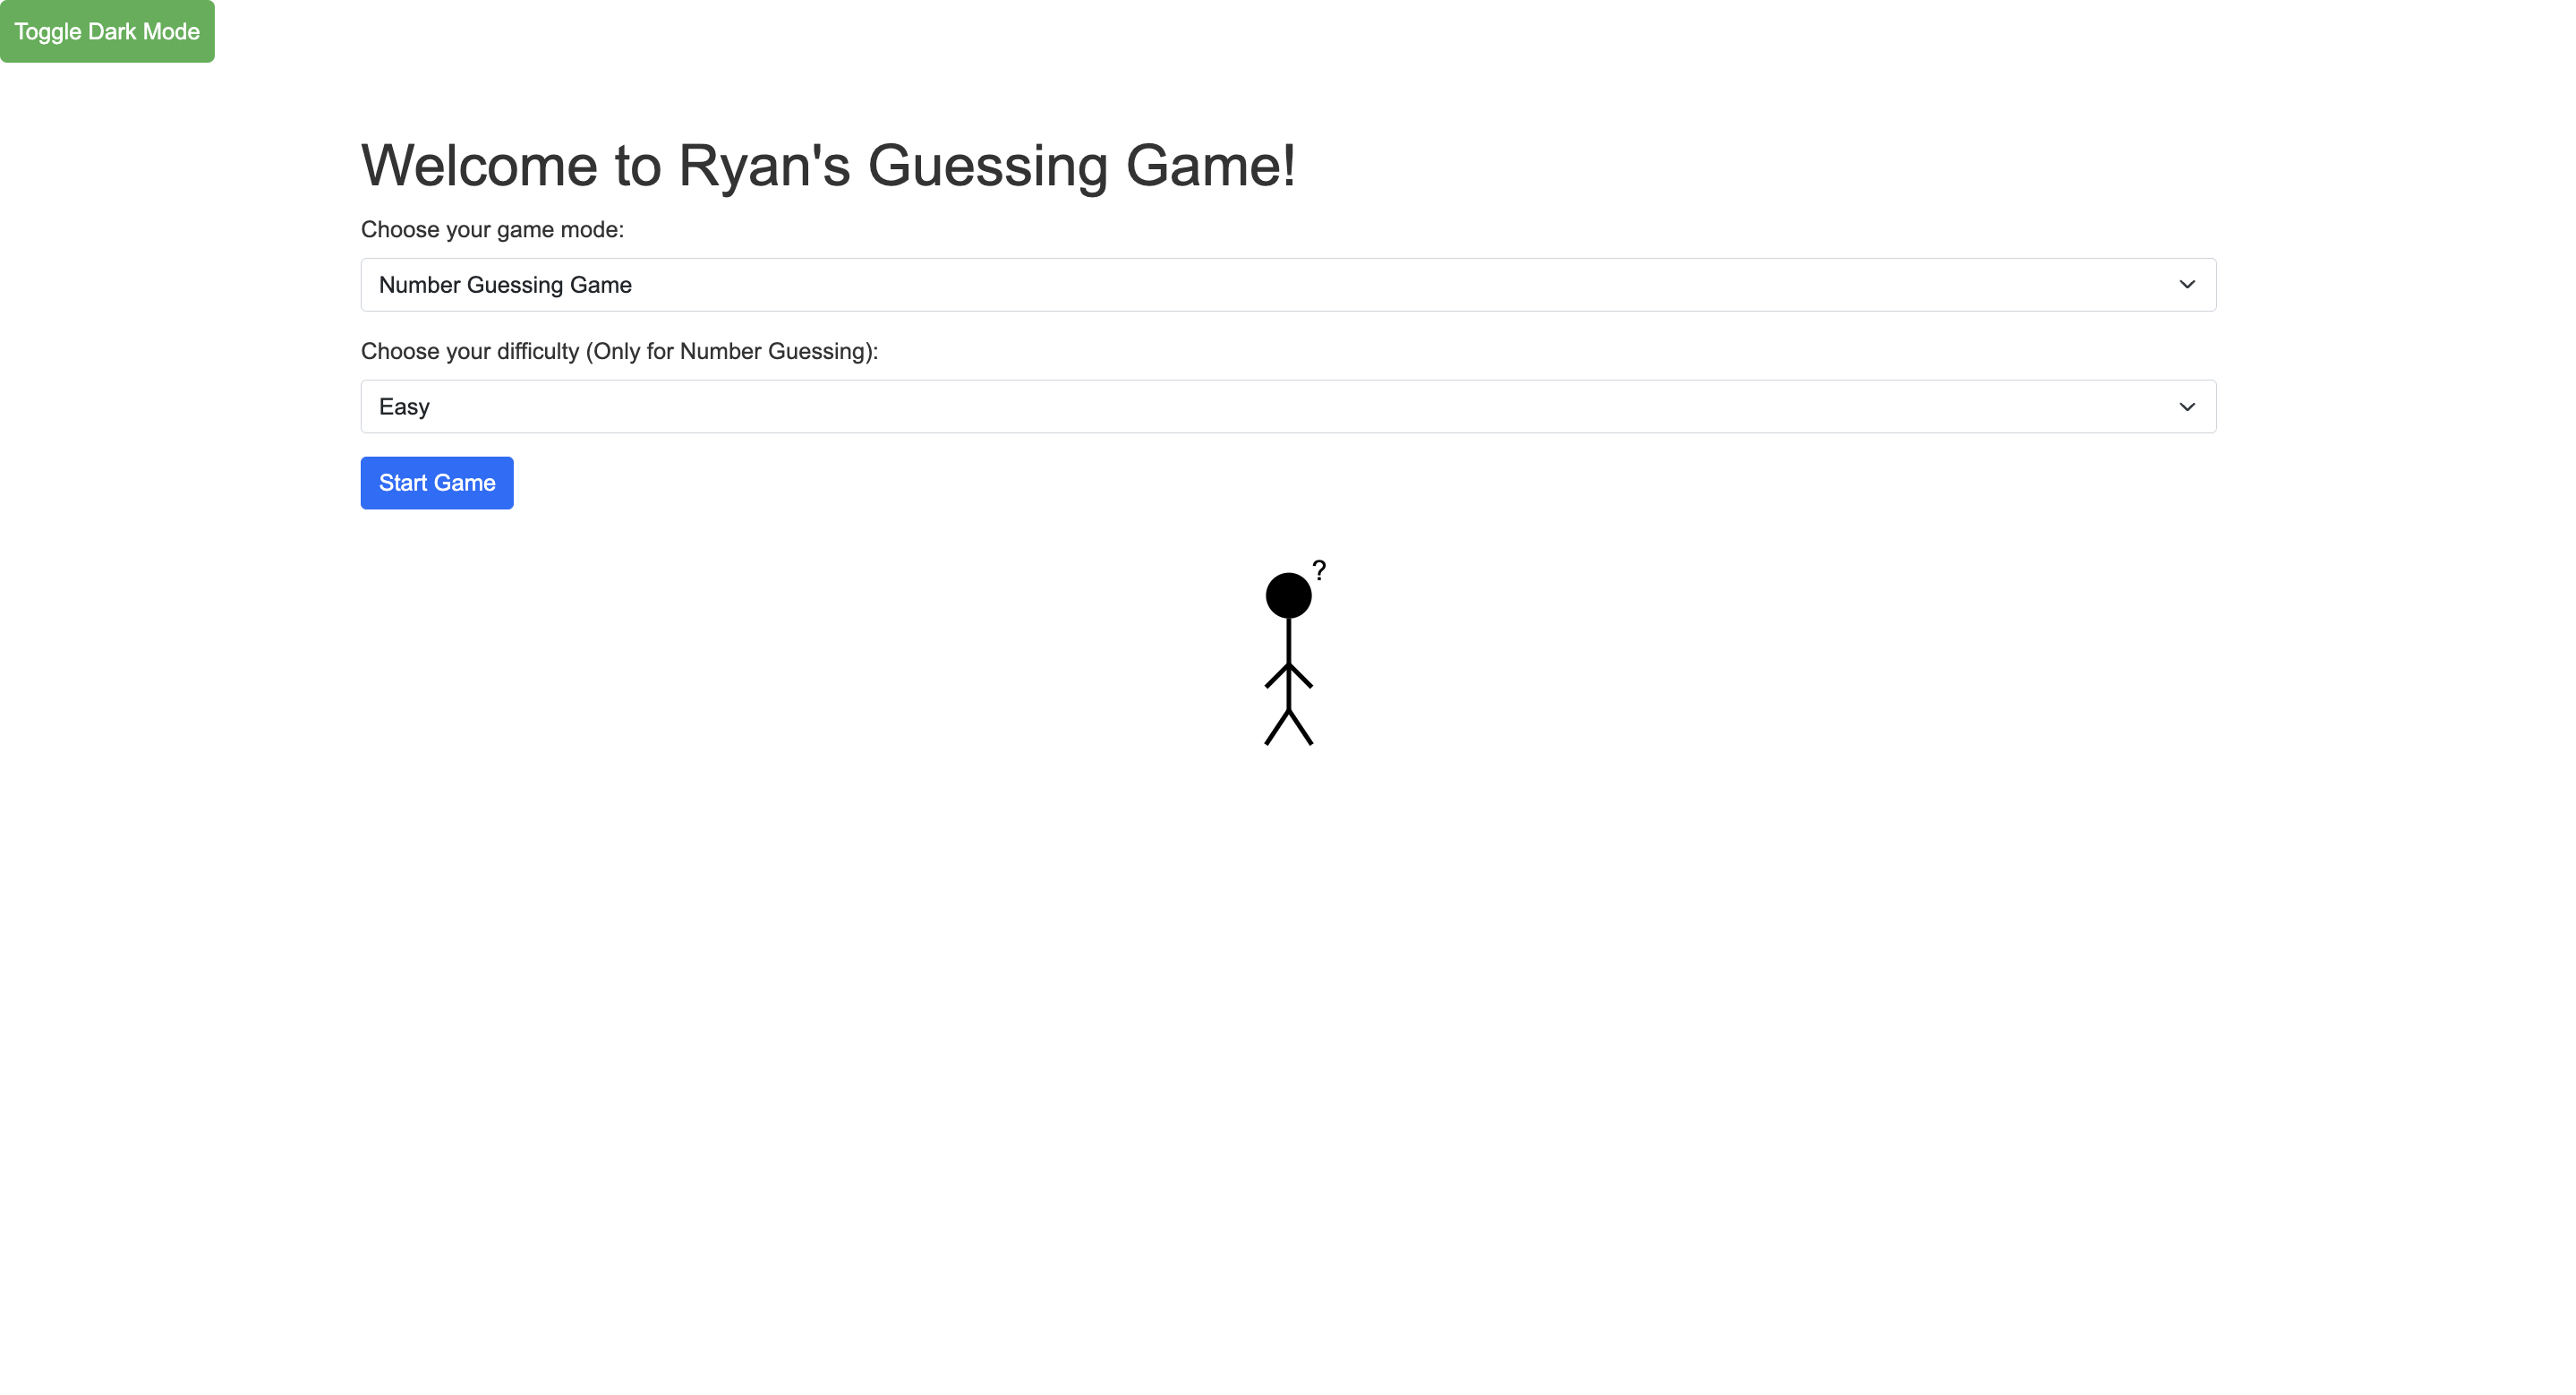 Toggle Dark Mode
Welcome to Ryan's Guessing Game!
Choose your game mode:
Number Guessing Game
Choose your difficulty (Only for Number Guessing):
Easy
Start Game
?